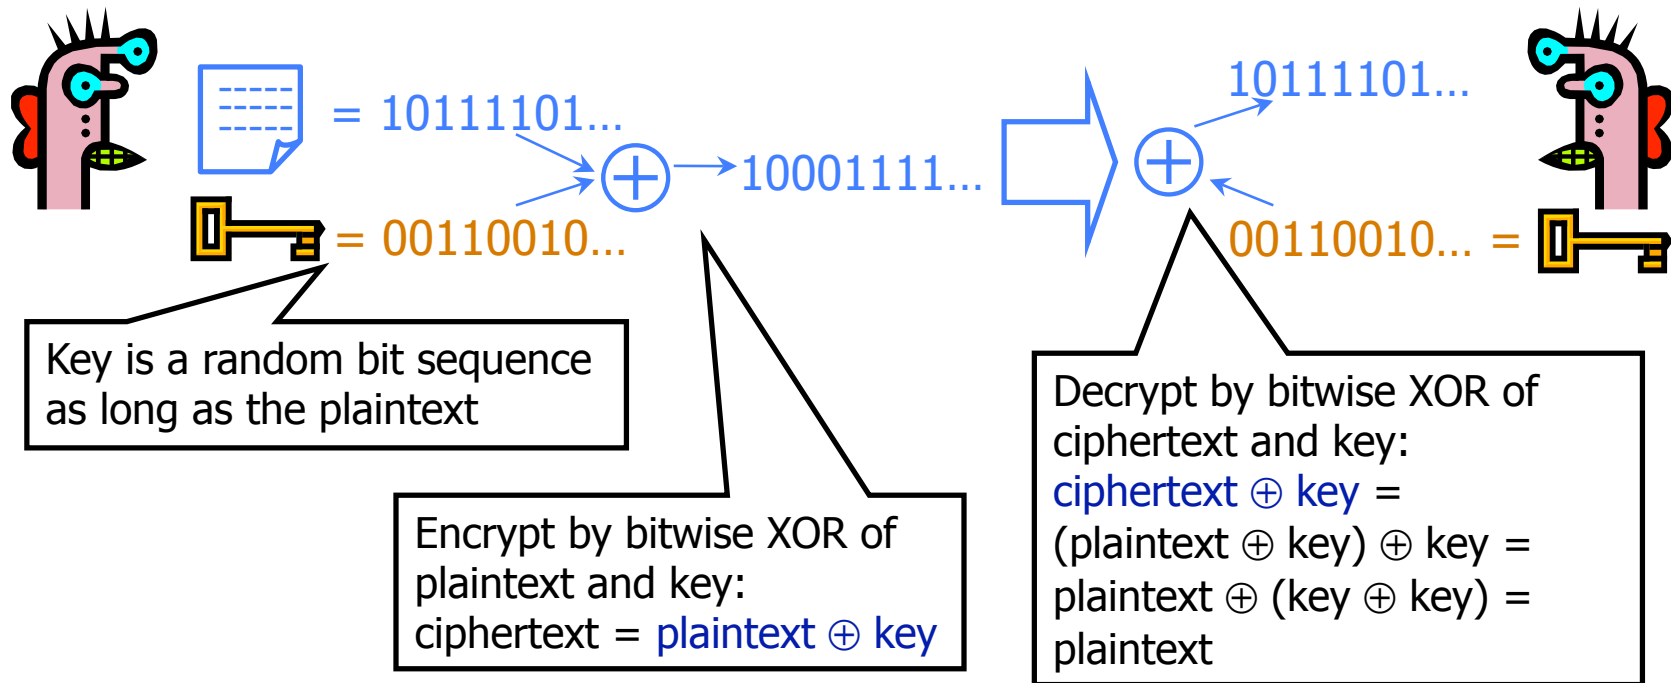 = 10111101...
= 00110010...
10001111...
10111101...
00110010... =
Key is a random bit sequence
as long as the plaintext
Encrypt by bitwise XOR of
plaintext and key:
ciphertext = plaintext ⊕ key
Decrypt by bitwise XOR of
ciphertext and key:
ciphertext ⊕ key =
(plaintext ⊕ key) ⊕ key =
plaintext ⊕ (key ⊕ key) =
plaintext